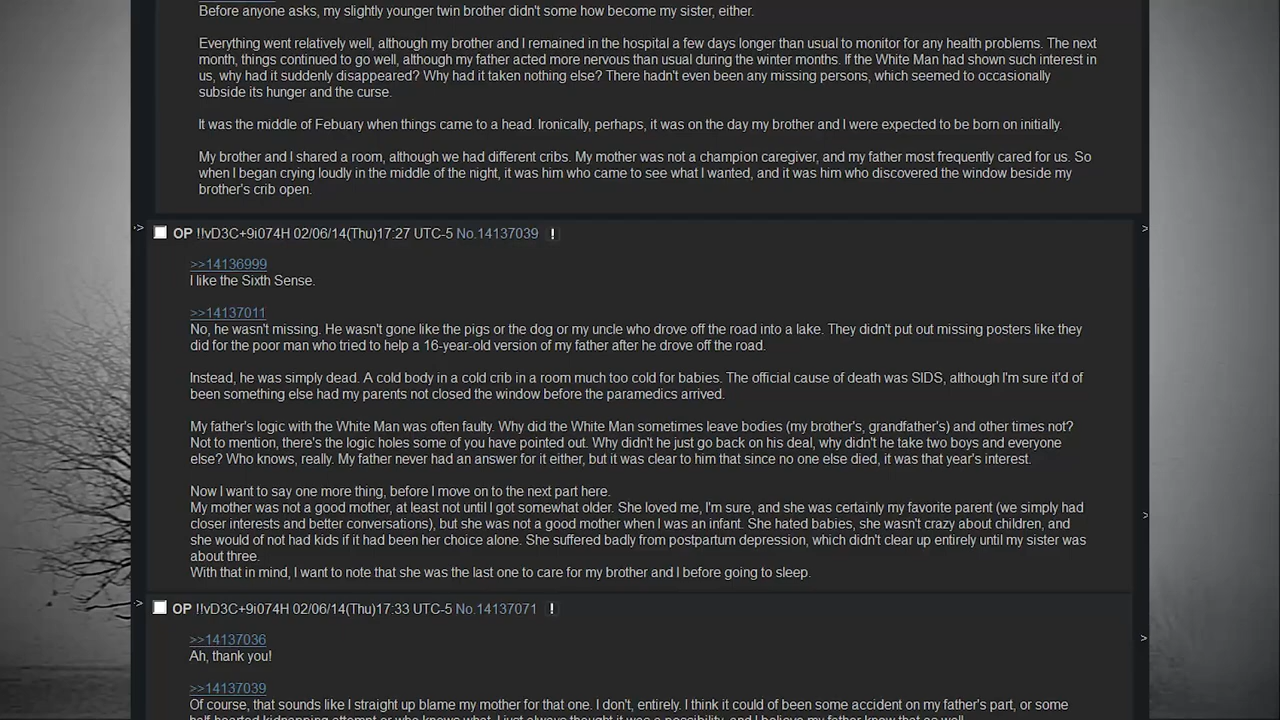 Before anyone asks, my slightly younger twin brother didn't some how become my sister, either.
Everything went relatively well, although my brother and I remained in the hospital a few days longer than usual to monitor for any health problems. The next
month, things continued to go well, although my father acted more nervous than usual during the winter months. If the White Man had shown such interest in
us, why had it suddenly disappeared? Why had it taken nothing else? There hadn't even been any missing persons, which seemed to occasionally
subside its hunger and the curse.
It was the middle of Febuary when things came to a head. Ironically, perhaps, it was on the day my brother and I were expected to be born on initially.
My brother and I shared a room, although we had different cribs. My mother was not a champion caregiver, and my father most frequently cared for us. So
when I began crying loudly in the middle of the night, it was him who came to see what I wanted, and it was him who discovered the window beside my
brother's crib open.
OP !!vD3C+9i074H 02/06/14(Thu)17:27 UTC-5 No.14137039 !
>>14136999
I like the Sixth Sense.
>>14137011
No, he wasn't missing. He wasn't gone like the pigs or the dog or my uncle who drove off the road into a lake. They didn't put out missing posters like they
did for the poor man who tried to help a 16-year-old version of my father after he drove off the road.
Instead, he was simply dead. A cold body in a cold crib in a room much too cold for babies. The official cause of death was SIDS, although I'm sure it'd of
been something else had my parents not closed the window before the paramedics arrived.
My father's logic with the White Man was often faulty. Why did the White Man sometimes leave bodies (my brother's, grandfather's) and other times not?
Not to mention, there's the logic holes some of you have pointed out. Why didn't he just go back on his deal, why didn't he take two boys and everyone
else? Who knows, really. My father never had an answer for it either, but it was clear to him that since no one else died, it was that year's interest.
Now I want to say one more thing, before I move on to the next part here.
My mother was not a good mother, at least not until I got somewhat older. She loved me, I'm sure, and she was certainly my favorite parent (we simply had
closer interests and better conversations), but she was not a good mother when I was an infant. She hated babies, she wasn't crazy about children, and
she would of not had kids if it had been her choice alone. She suffered badly from postpartum depression, which didn't clear up entirely until my sister was
about three.
With that in mind, I want to note that she was the last one to care for my brother and I before going to sleep.
OP !!vD3C+9i074H 02/06/14(Thu)17:33 UTC-5 No.14137071 !
>>14137036
Ah, thank you!
>>14137039
Of course, that sounds like I straight up blame my mother for that one. I don't, entirely. I think it could of been some accident on my father's part, or some
half-hearted kidnapping attempt or who knows what. I just always thought it was a possibility, and I believe my father knew that as well.